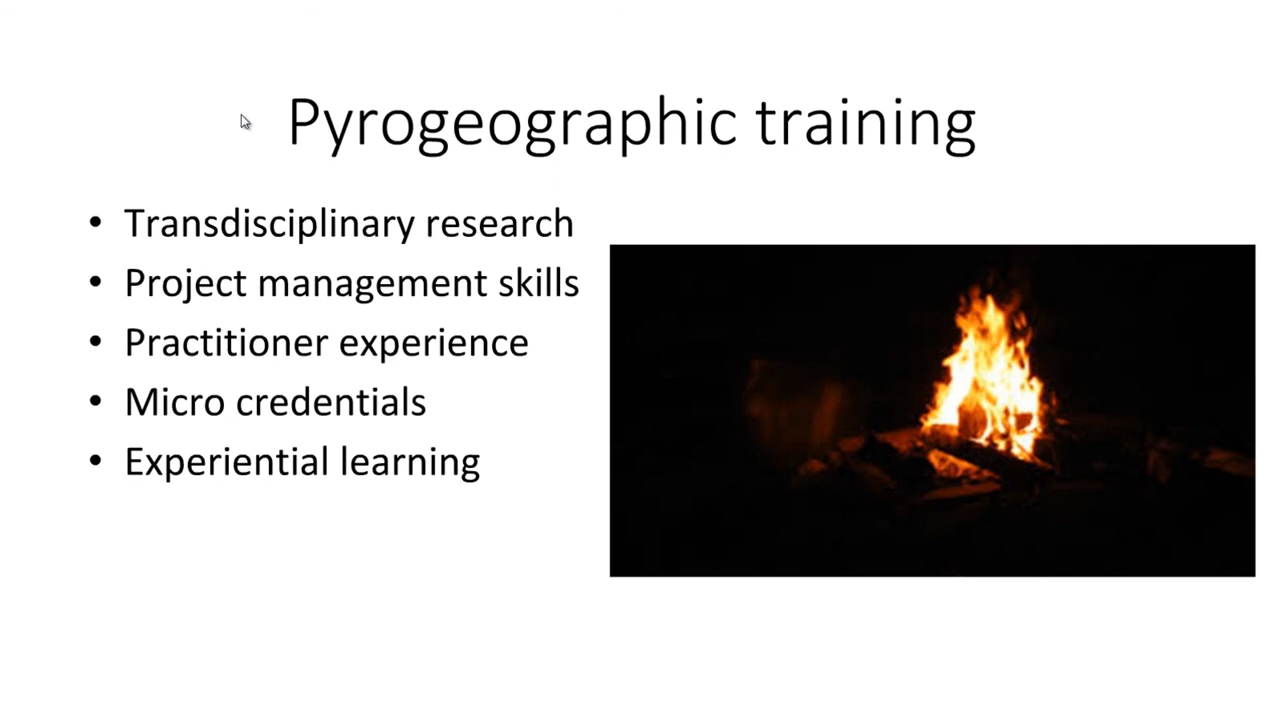 Pyrogeographic training
• Transdisciplinary research
• Project management skills
• Practitioner experience
• Micro credentials
• Experiential learning